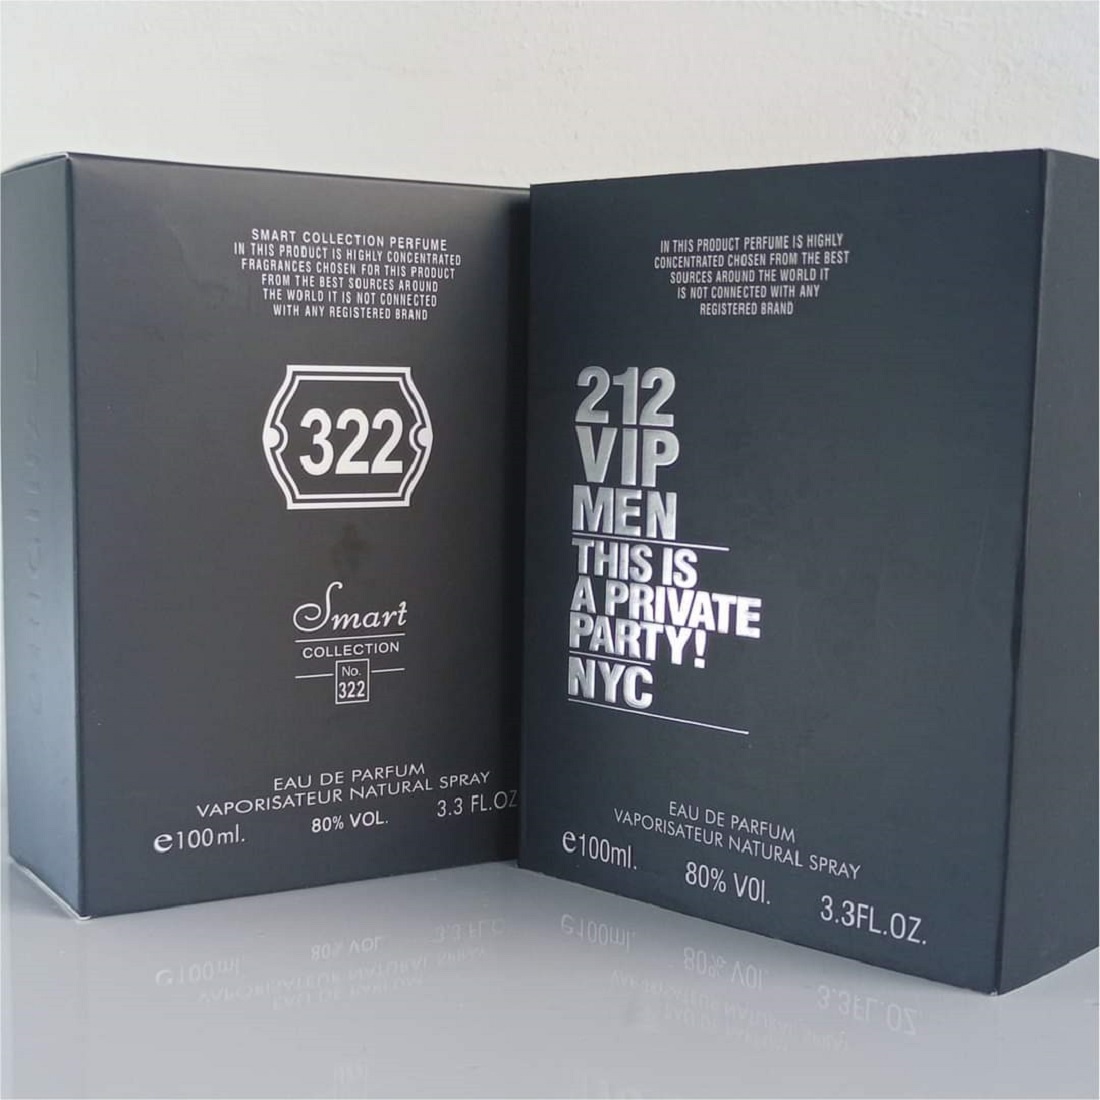 SMART COLLECTION PERFUME
IN THIS PRODUCT IS HIGHLY CONCENTRATED
FRAGRANCES CHOSEN FOR THIS PRODUCT
FROM THE BEST SOURCES AROUND
THE WORLD IT IS NOT CONNECTED
WITH ANY REGISTERED BRAND
322
Smart
COLLECTION
No.
322
EAU DE PARFUM
VAPORISATEUR NATURAL SPRAY
e100ml. 80% VOL. 3.3 FL.OZ
IN THIS PRODUCT PERFUME IS HIGHLY
CONCENTRATED CHOSEN FROM THE BEST
SOURCES AROUND THE WORLD IT
IS NOT CONNECTED WITH ANY
REGISTERED BRAND
212
VIP
MEN
THIS IS
A PRIVATE
PARTY!
NYC
EAU DE PARFUM
VAPORISATEUR NATURAL SPRAY
e100ml. 80% VOl. 3.3FL.OZ.